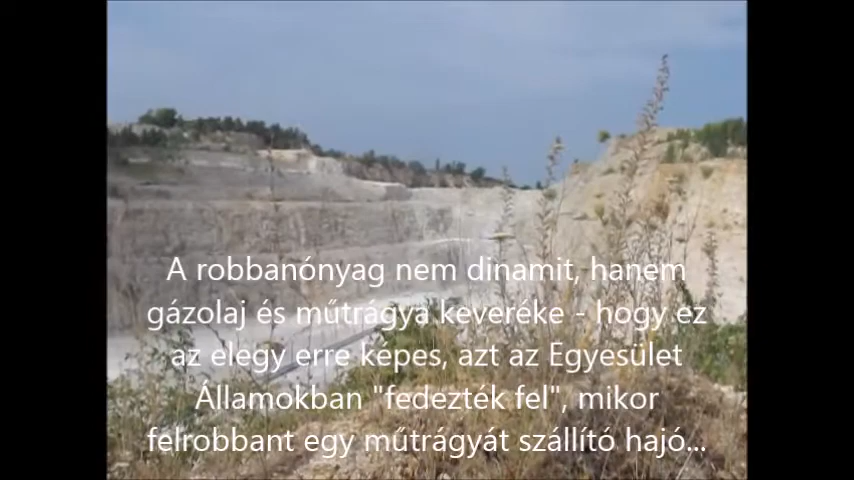 A robbanónyag nem dinamit, hanem
gázolaj és műtrágya keveréke - hogy ez
az elegy erre képes, azt az Egyesület
Államokban "fedezték fel", mikor
felrobbant egy műtrágyát szállító hajó...